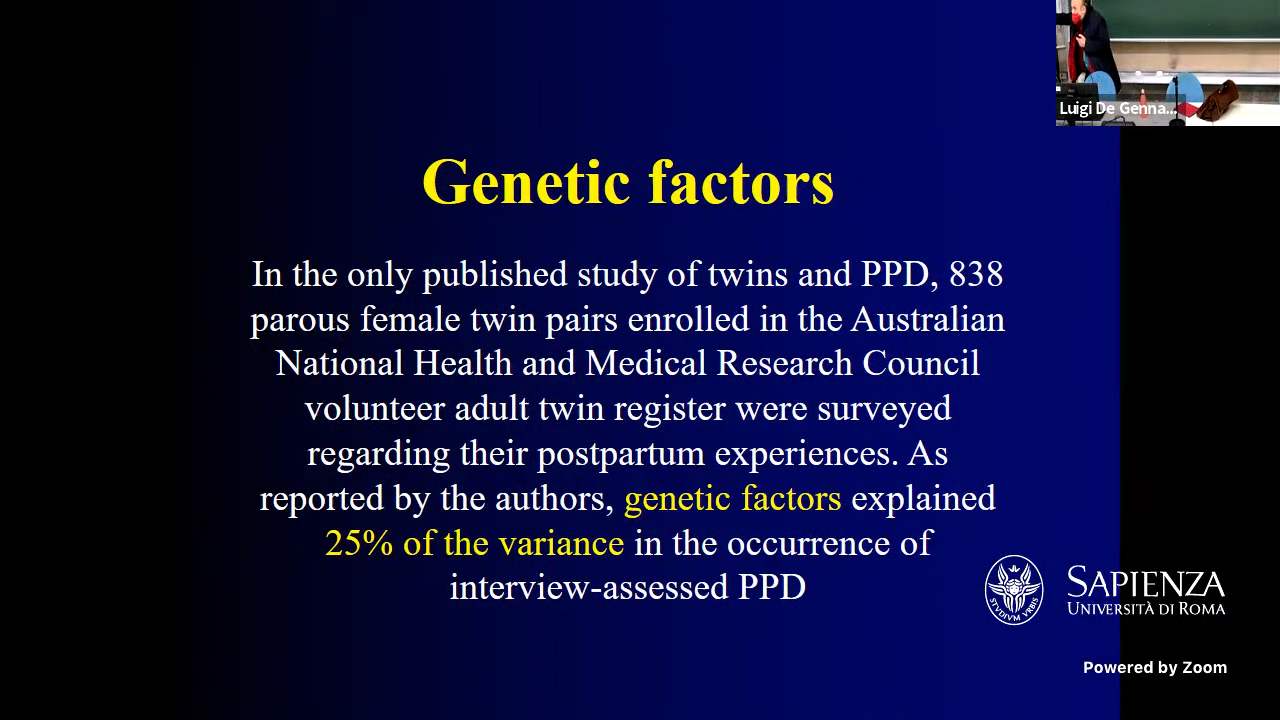 Luigi De Genna...
Genetic factors
In the only published study of twins and PPD, 838
parous female twin pairs enrolled in the Australian
National Health and Medical Research Council
volunteer adult twin register were surveyed
regarding their postpartum experiences. As
reported by the authors, genetic factors explained
25% of the variance in the occurrence of
interview-assessed PPD
STVDIVM VRBIS
SAPIENZA
UNIVERSITÀ DI ROMA
Powered by Zoom